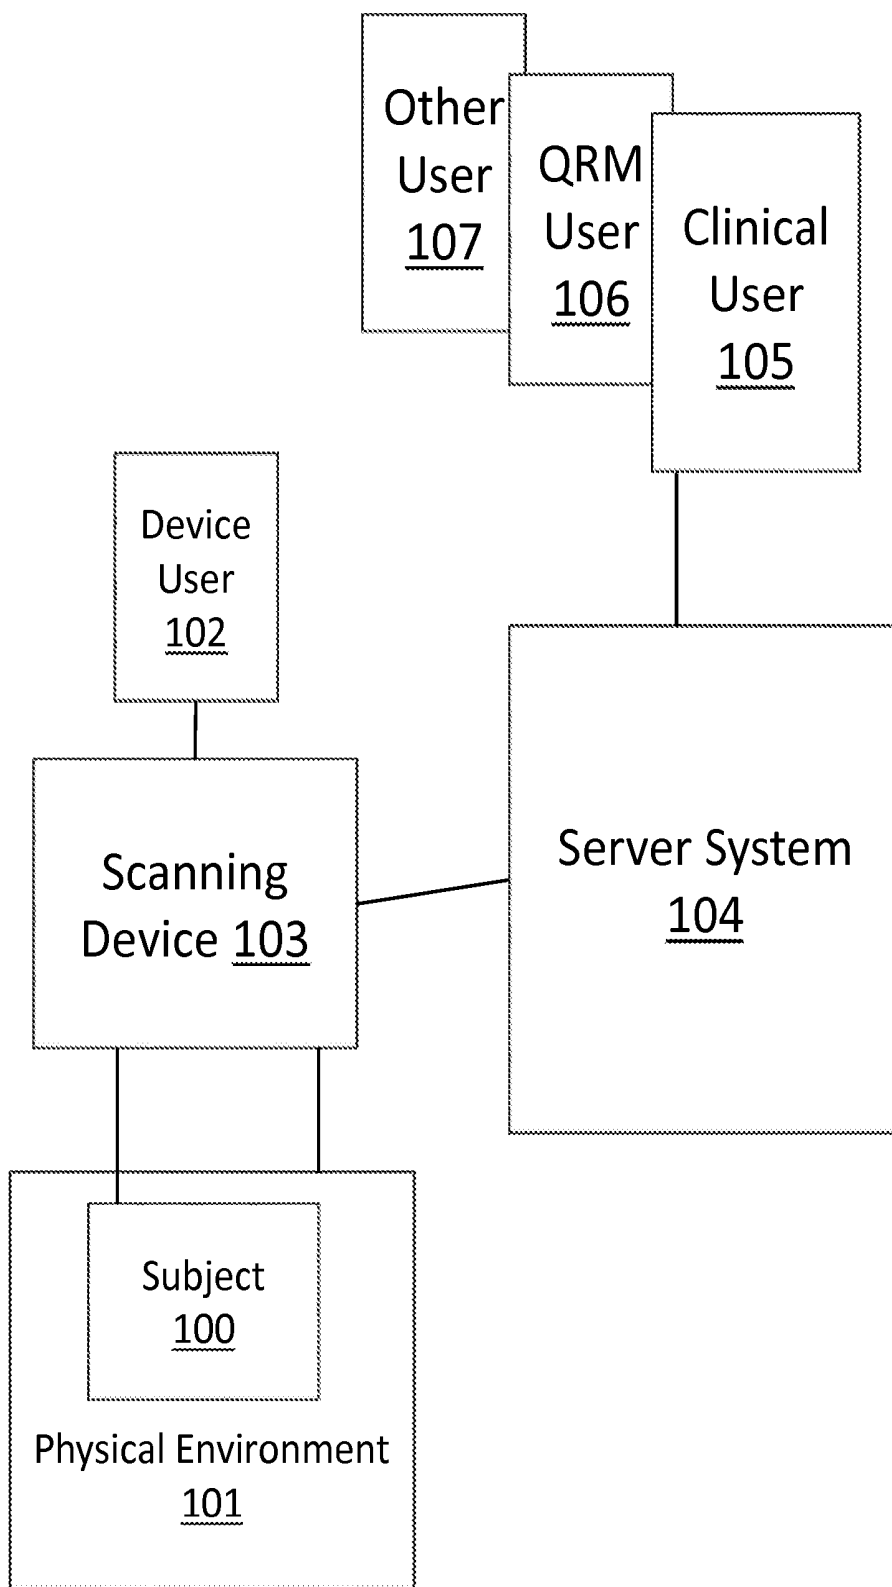 Other
User
107
QRM
User
106
Clinical
User
105
Device
User
102
Scanning
Device 103
Server System
104
Subject
100
Physical Environment
101